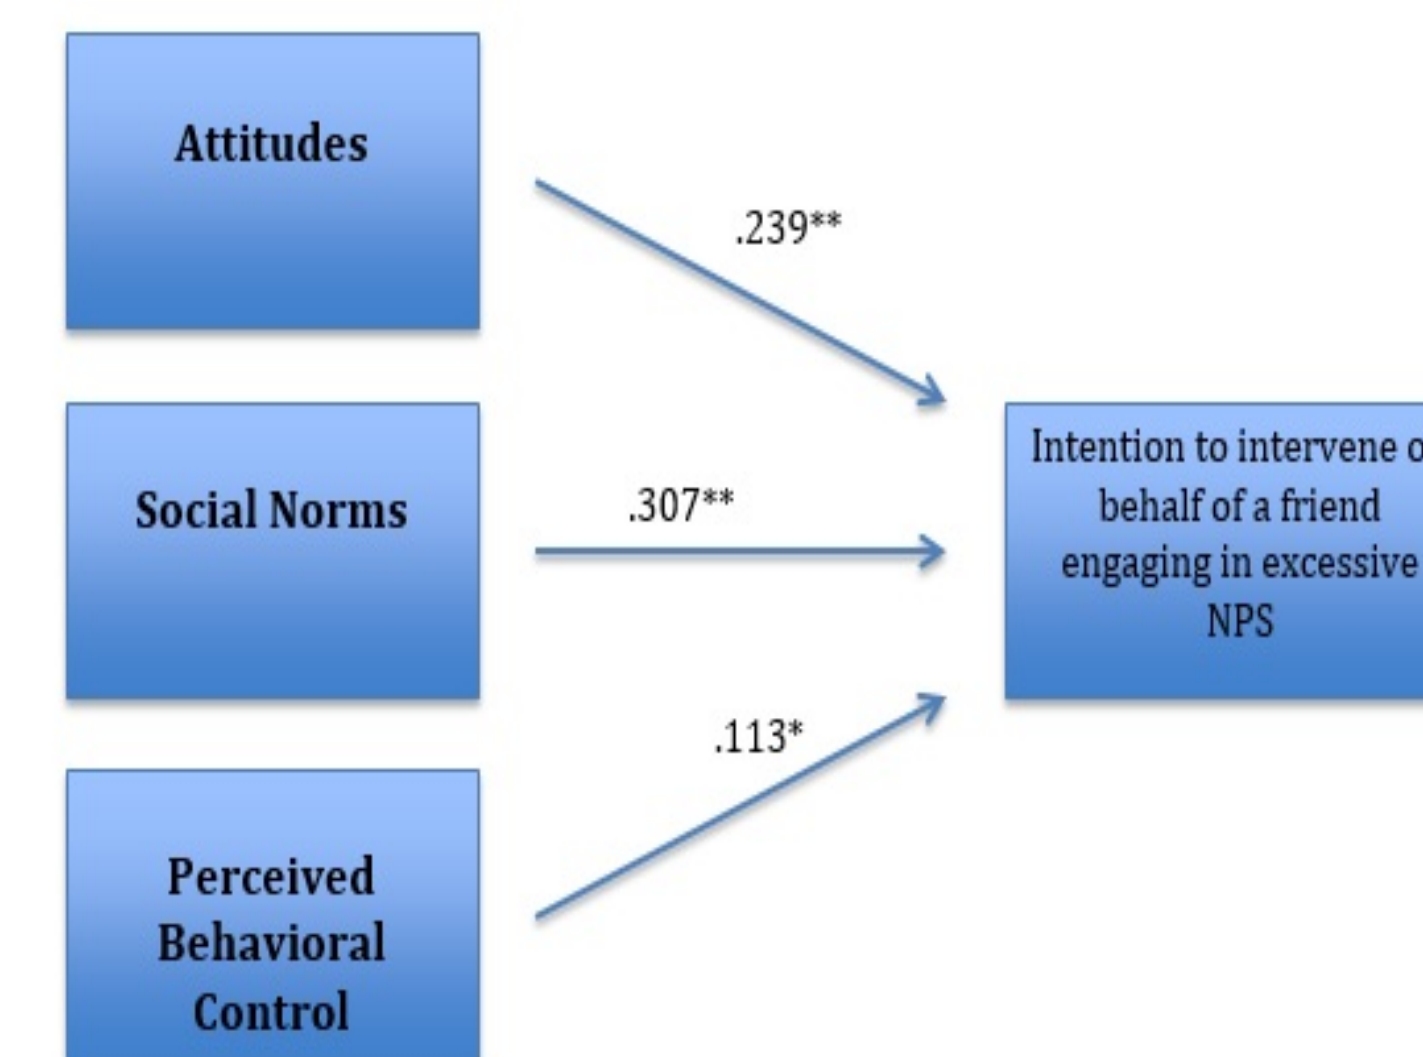 Attitudes
.239**
Social Norms
.307**
Intention to intervene
behalf of a friend
engaging in excessive
NPS
.113*
Perceived
Behavioral
Control